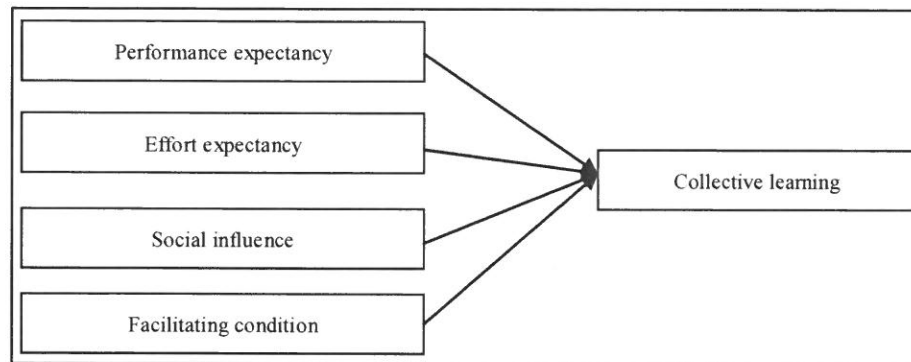 Performance expectancy
Effort expectancy
Collective learning
Social influence
Facilitating condition